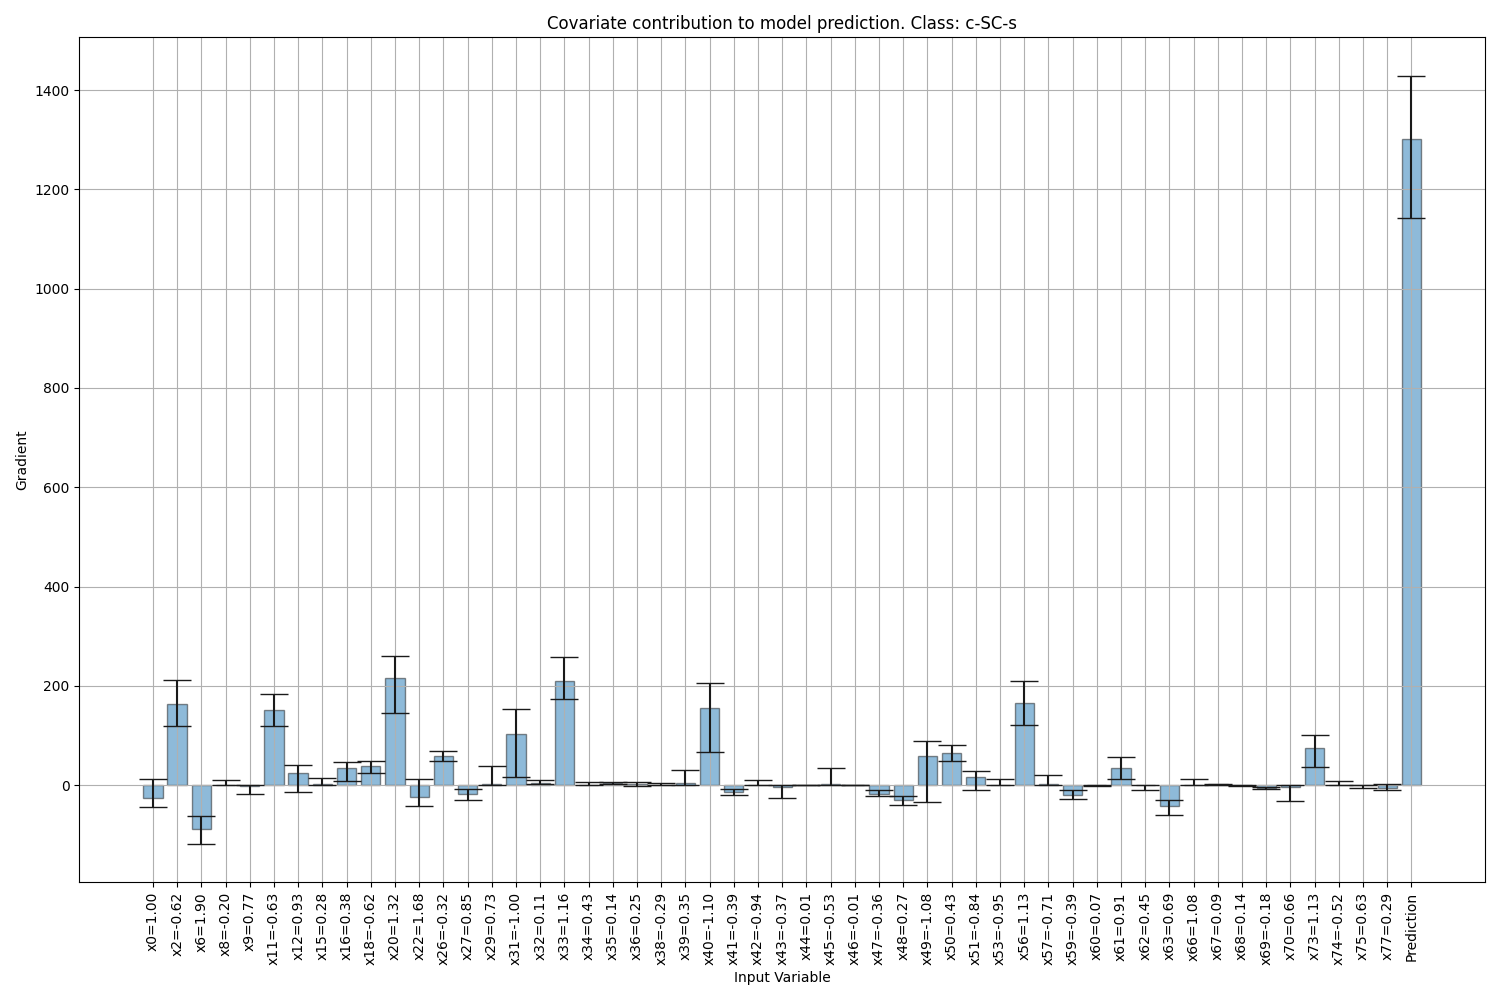 Covariate contribution to model prediction. Class: c-SC-s
Gradient
1400
1200
1000
800
600
400
200
0
x0=1.00
x2=-0.62
x6=1.90
x8=-0.20
x9=0.77
x11=-0.63
x12=0.93
x15=0.28
x16=0.38
x18=-0.62
x20=1.32
x22=1.68
x26=-0.32
x27=0.85
x29=0.73
x31=-1.00
x32=0.11
x33=1.16
x34=0.43
x35=0.14
x36=0.25
x38=-0.29
x39=0.35
x40=-1.10
x41=-0.39
x42=-0.94
x43=-0.37
x44=0.01
x45=-0.53
x46=-0.01
x47=-0.36
x48=0.27
x49=-1.08
x50=0.43
x51=-0.84
x53=-0.95
x56=1.13
x57=-0.71
x59=-0.39
x60=0.07
x61=0.91
x62=0.45
x63=0.69
x66=1.08
x67=0.09
x68=0.14
x69=-0.18
x70=0.66
x73=1.13
x74=-0.52
x75=0.63
x77=0.29
Prediction
Input Variable